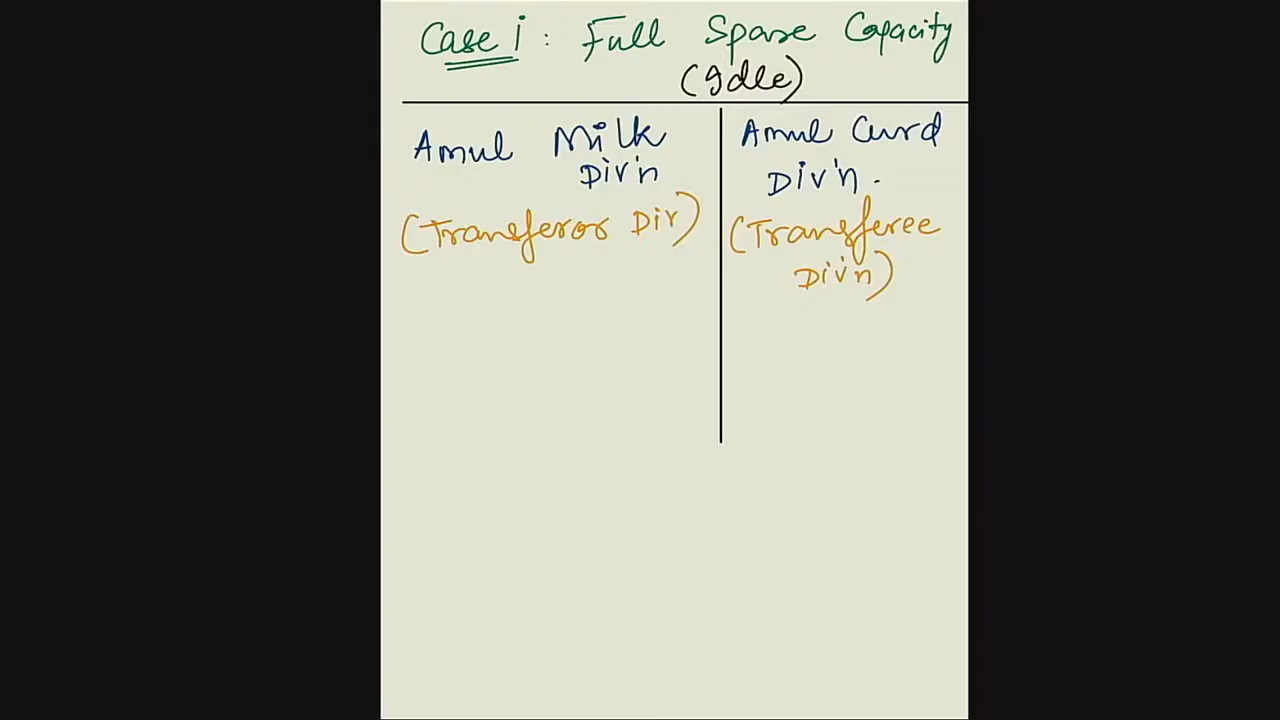 Case i : Full Spare Capacity
(Idle)
Amul Milk
Div'n
(Transferor Div)
Amul Curd
Div'n.
(Transferee
Div'n)